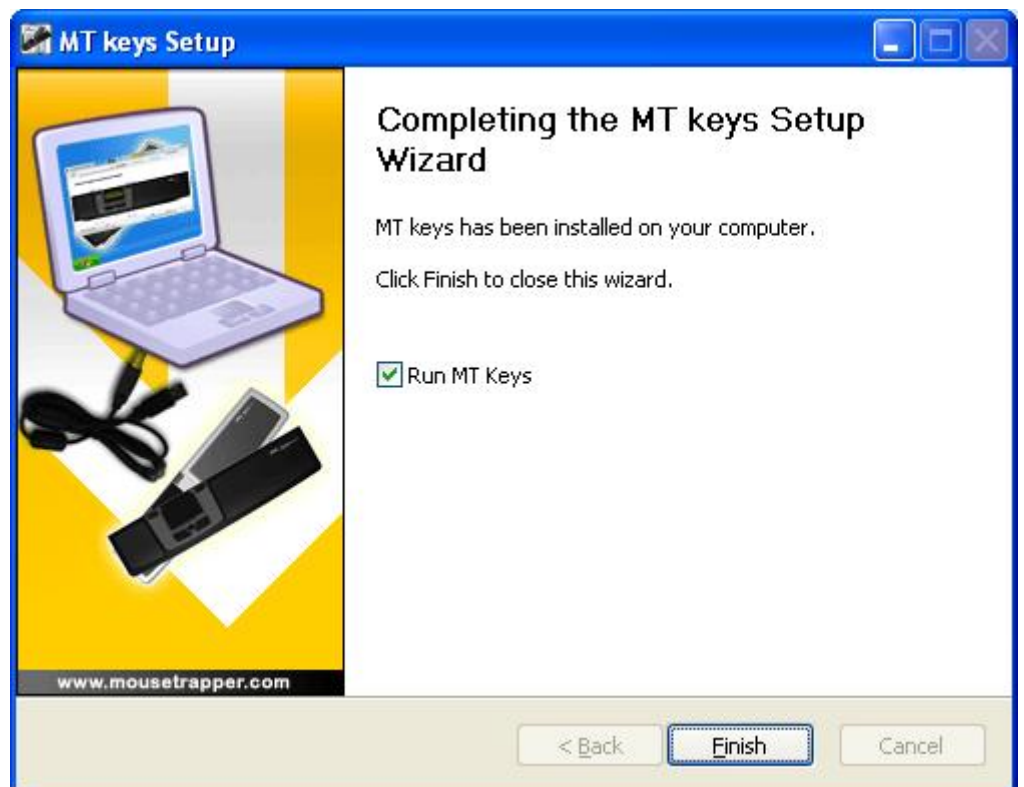 MT keys Setup
Completing the MT keys Setup
Wizard
MT keys has been installed on your computer.
Click Finish to close this wizard.
Run MT Keys
www.mousetrapper.com
< Back
Finish
Cancel